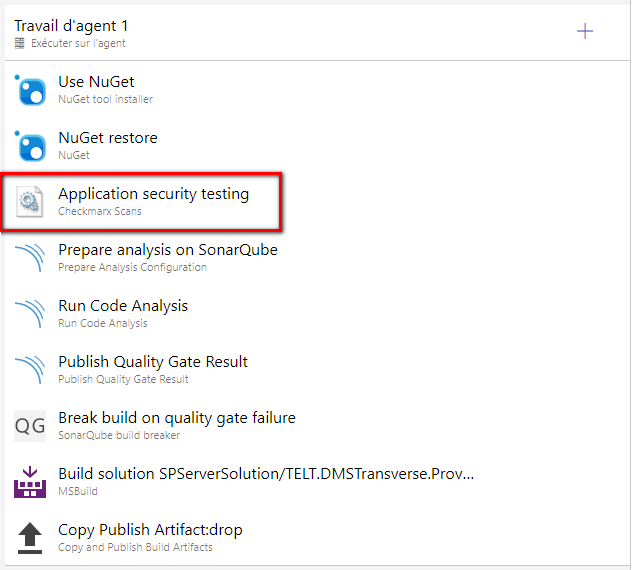 Travail d'agent 1
Exécuter sur l'agent
Use NuGet
NuGet tool installer
NuGet restore
NuGet
Application security testing
Checkmarx Scans
Prepare analysis on SonarQube
Prepare Analysis Configuration
Run Code Analysis
Run Code Analysis
Publish Quality Gate Result
Publish Quality Gate Result
QG
Break build on quality gate failure
SonarQube build breaker
Build solution SPServerSolution/TELT.DMSTransverse.Prov...
MSBuild
Copy Publish Artifact:drop
Copy and Publish Build Artifacts